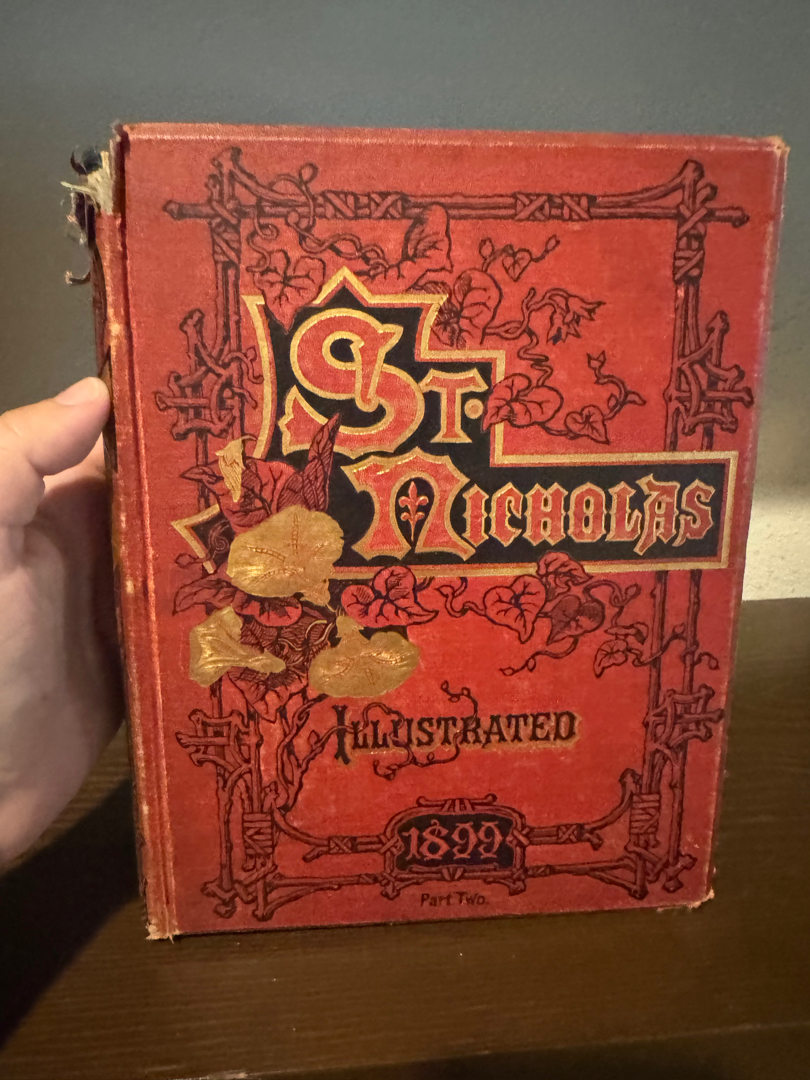 St.
Nicholas
Illustrated
1899
Part Two.